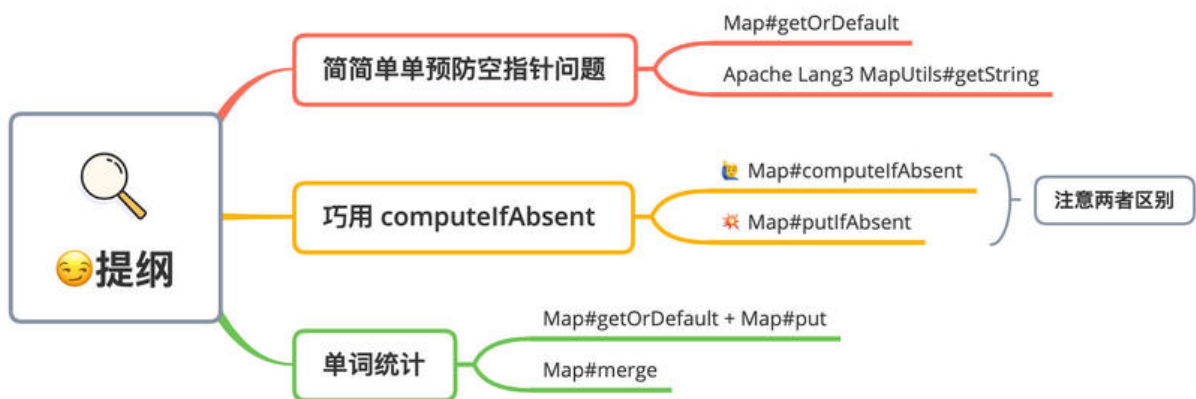 提纲
简简单单预防空指针问题
Map#getOrDefault
Apache Lang3 MapUtils#getString
巧用 computeIfAbsent
Map#computeIfAbsent
Map#putIfAbsent
注意两者区别
单词统计
Map#getOrDefault + Map#put
Map#merge